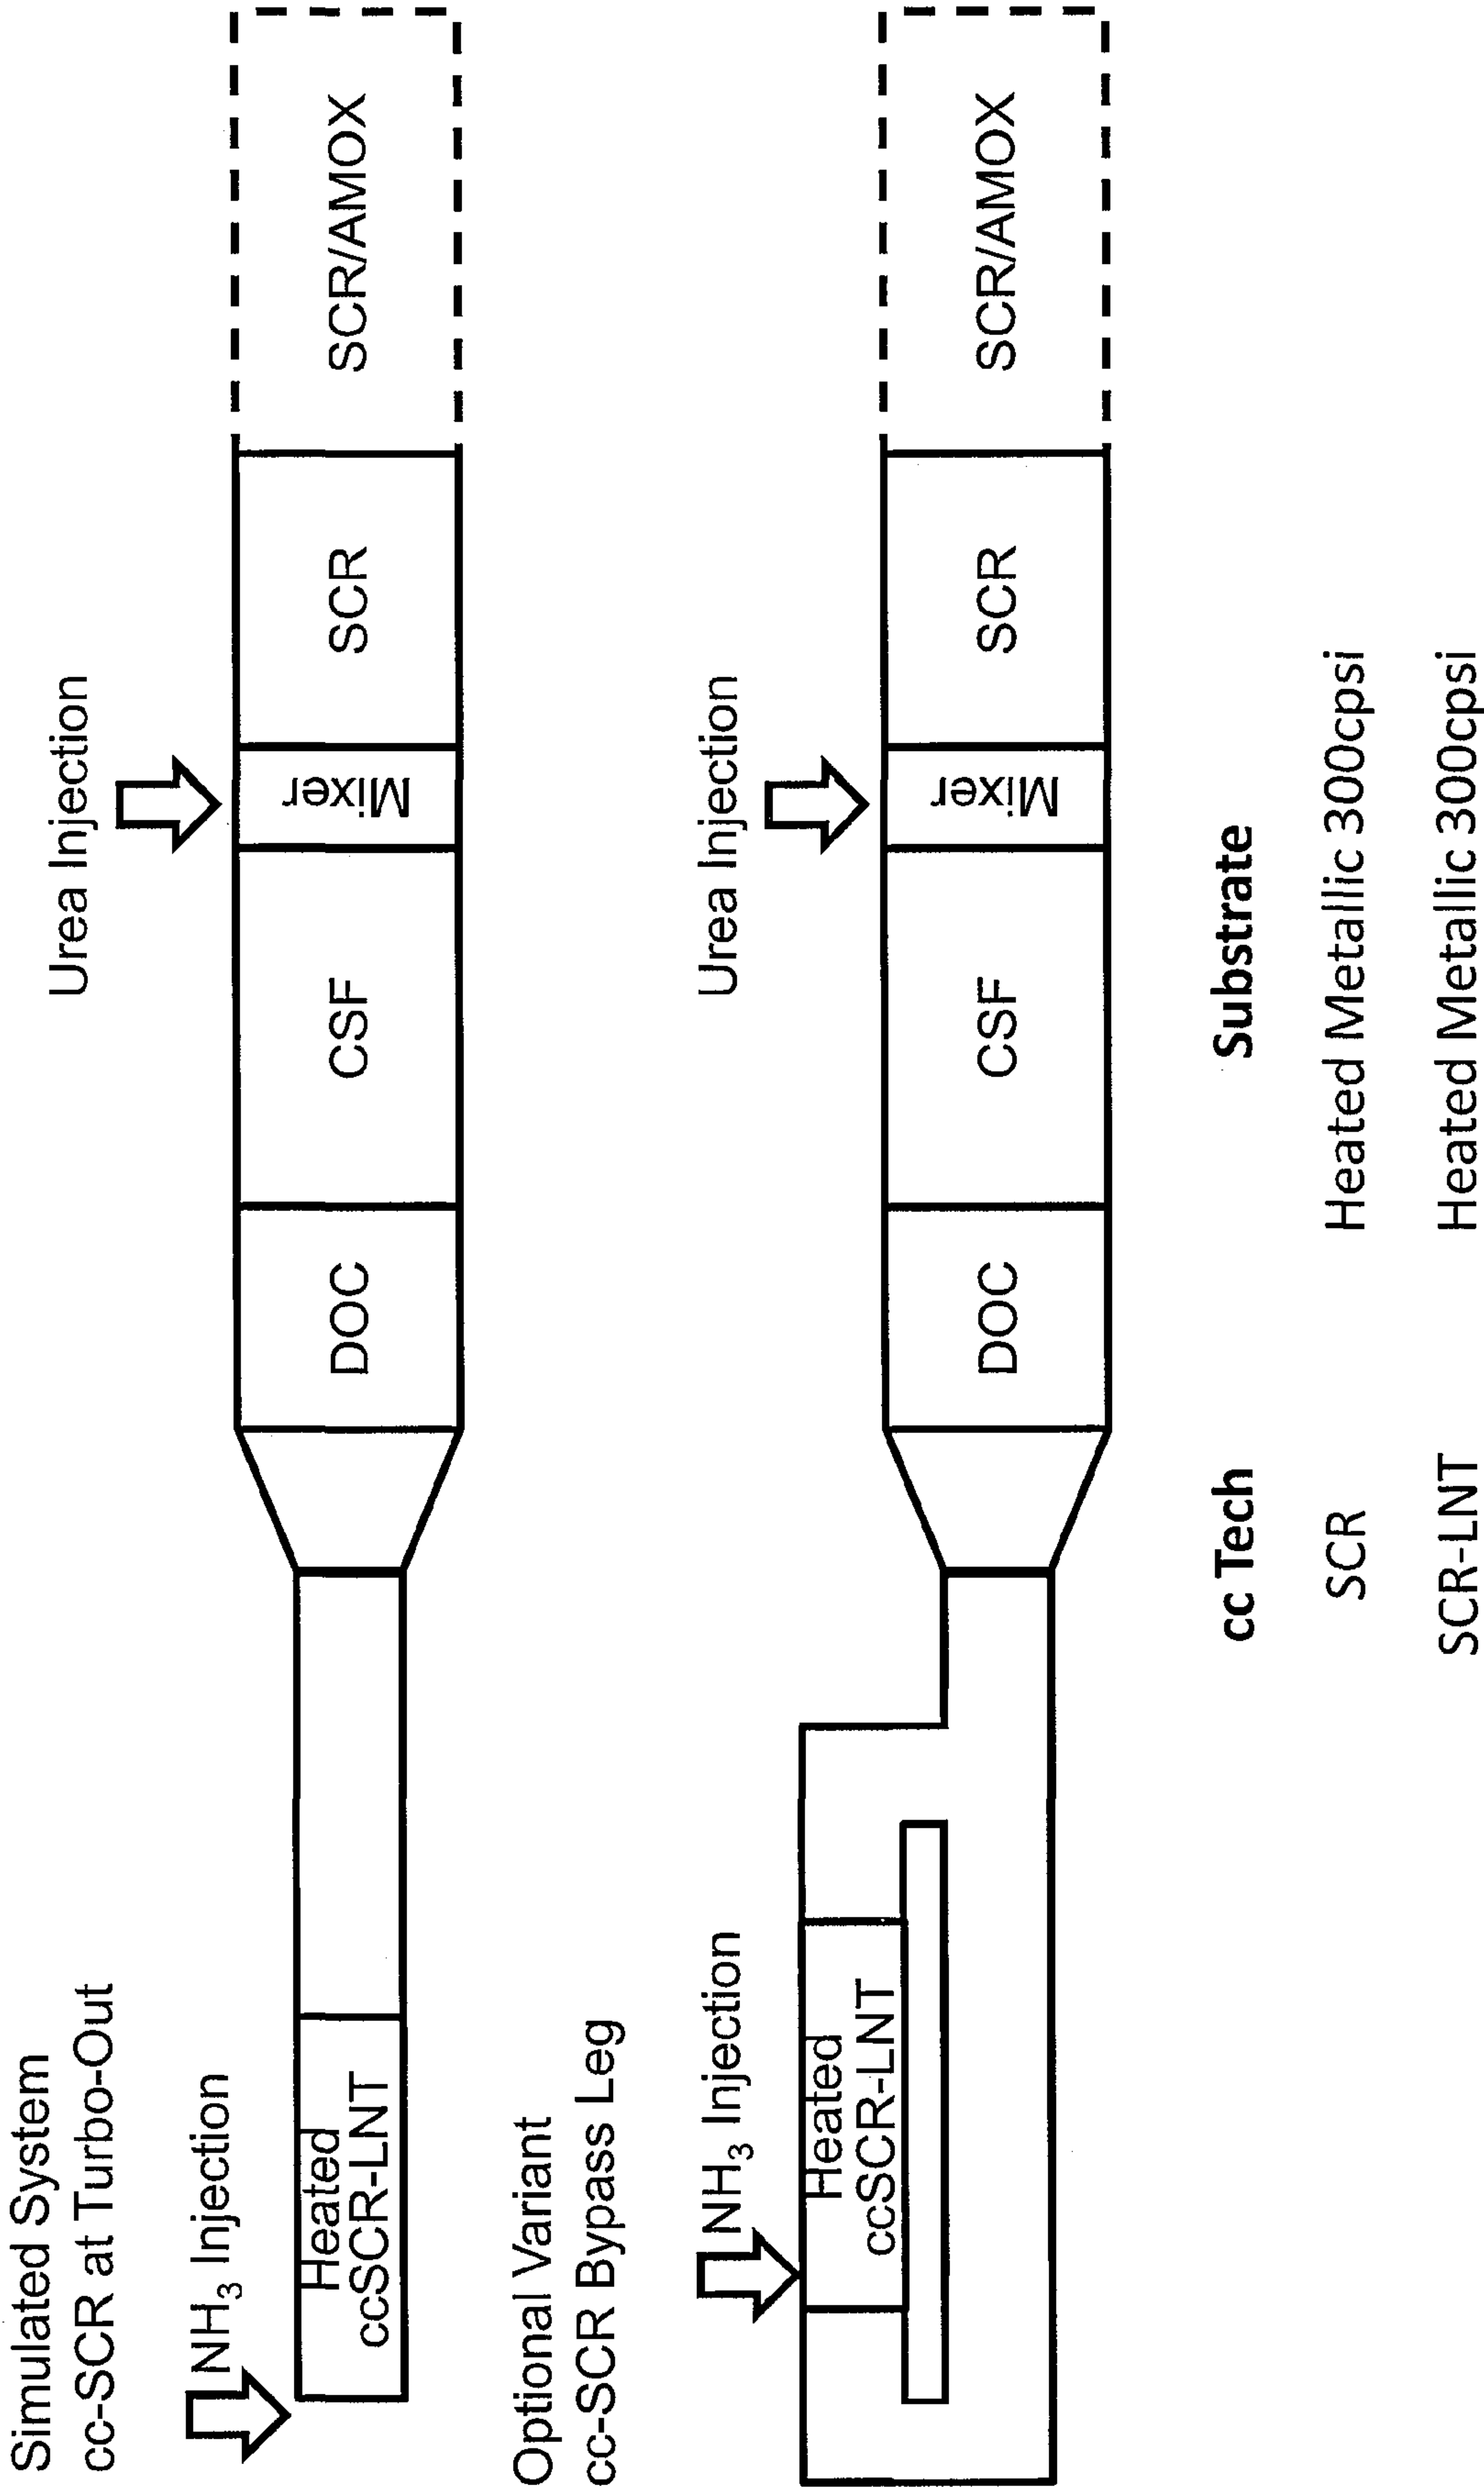 Simulated System
cc-SCR at Turbo-Out
NH3 Injection
Urea Injection
Heated
ccSCR-LNT
DOC
CSF
Mixer
SCR
SCR/AMOX
Optional Variant
cc-SCR Bypass Leg
NH3 Injection
Urea Injection
Heated
ccSCR-LNT
DOC
CSF
Mixer
SCR
SCR/AMOX
cc Tech Substrate
SCR Heated Metallic 300cpsi
SCR-LNT Heated Metallic 300cpsi